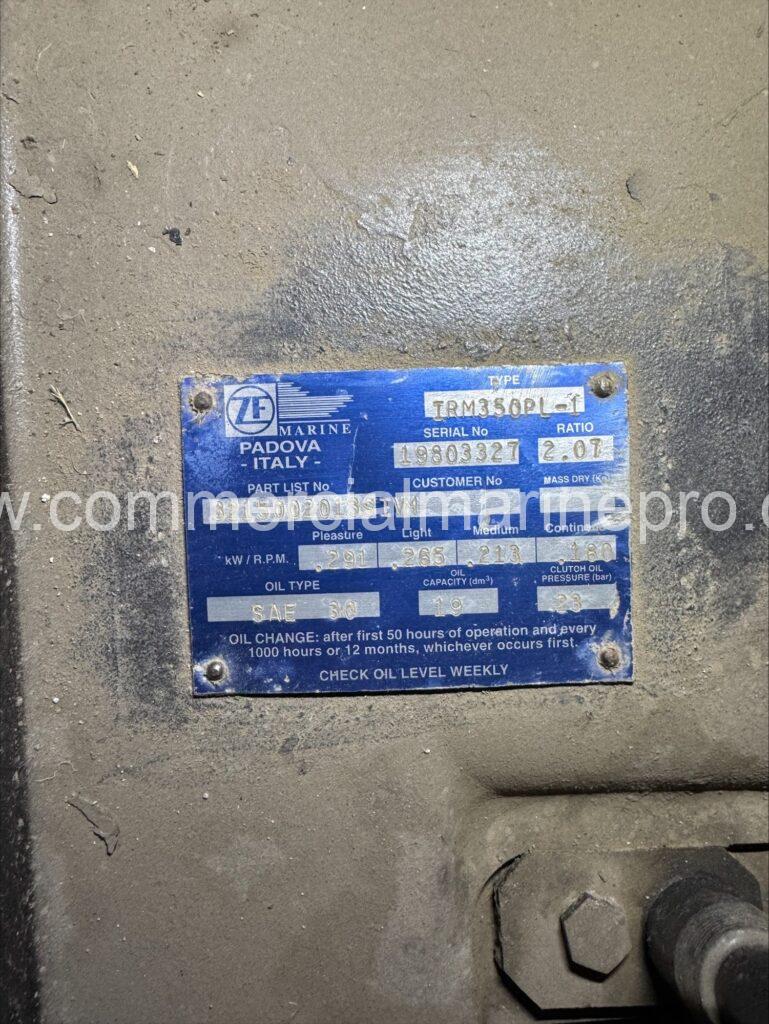 TYPE
ZF MARINE
IRM350PL-1
PADOVA
- ITALY -
SERIAL No
RATIO
19803327
2.07
PART LIST No
CUSTOMER No
MASS DRY
www.commercialmarinepro.com
Pleasure Light Medium Continuous
kW / R.P.M. .291 .265 .213 .180
OIL TYPE
OIL CAPACITY (dm³)
CLUTCH OIL PRESSURE (bar)
SAE 30
19
23
OIL CHANGE: after first 50 hours of operation and every
1000 hours or 12 months, whichever occurs first.
CHECK OIL LEVEL WEEKLY